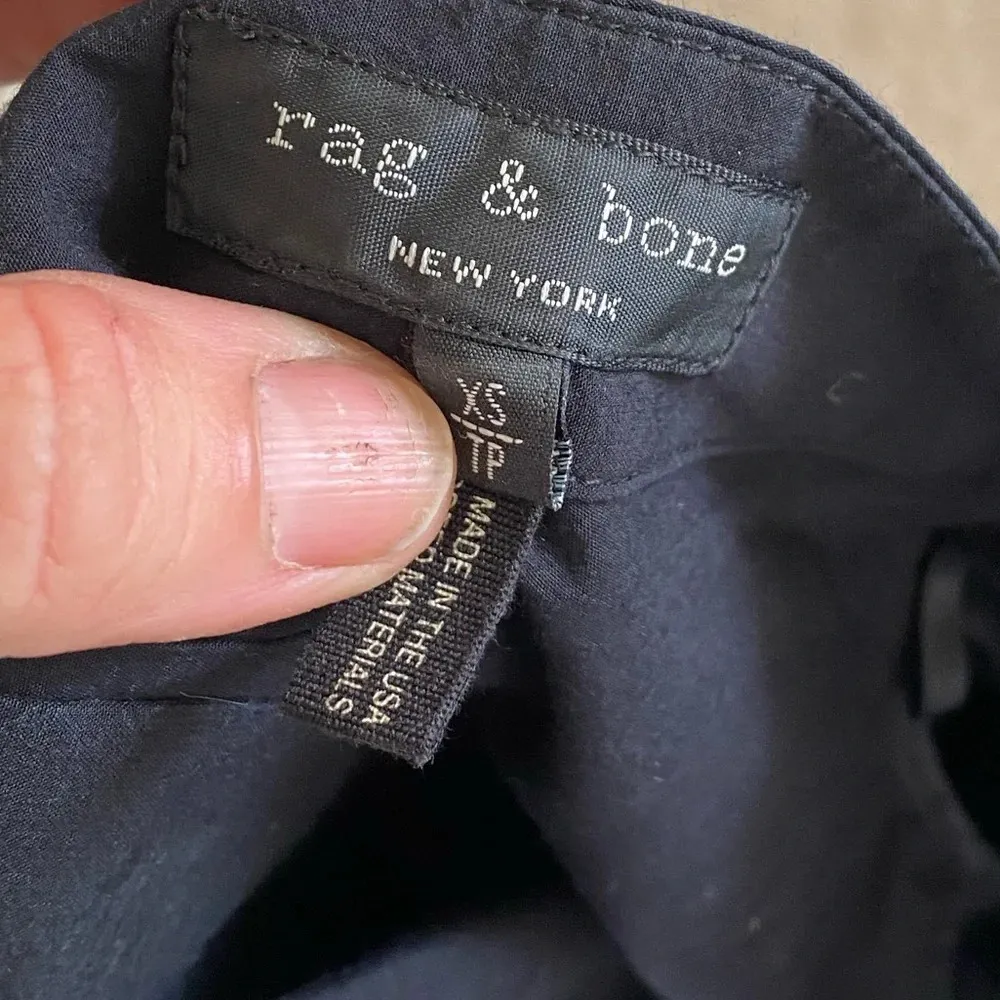 rag & bone
NEW YORK
XS
TP
MADE IN THE USA
MATERIALS